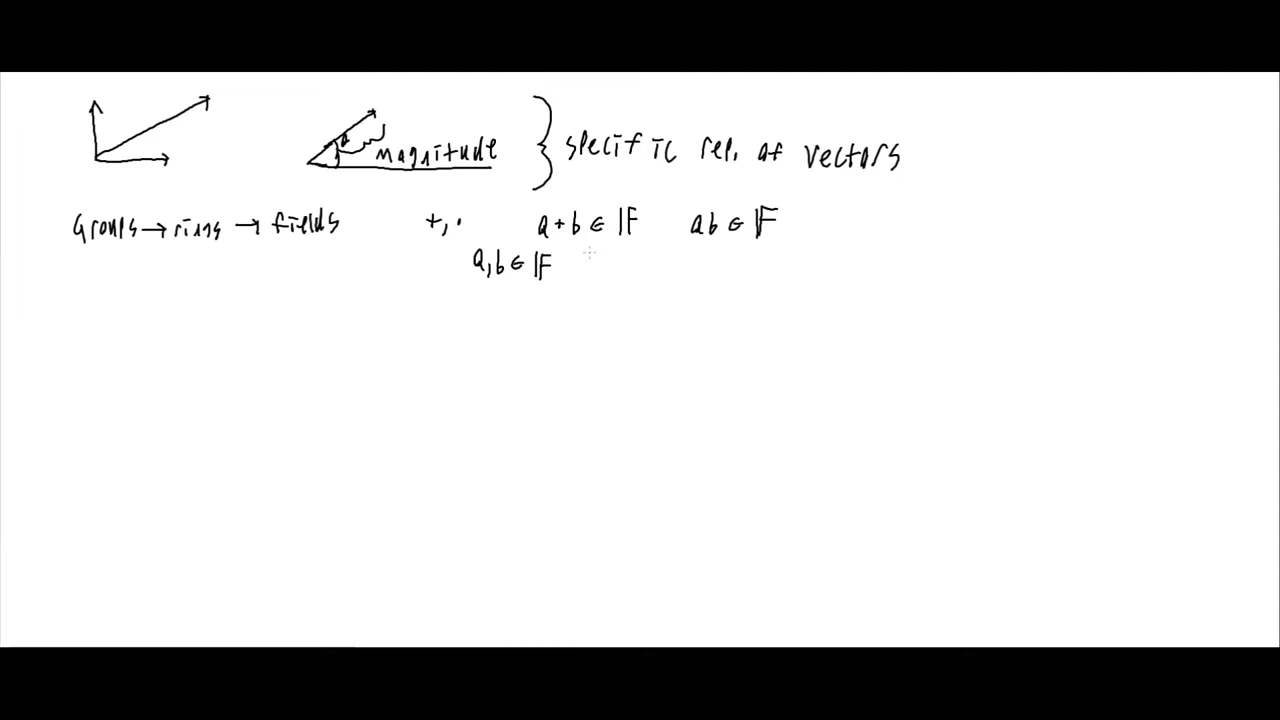 magnitude } specific rep. of vectors
Groups → rings → fields +, · a + b ∈ 𝔽 ab ∈ 𝔽
a, b ∈ 𝔽